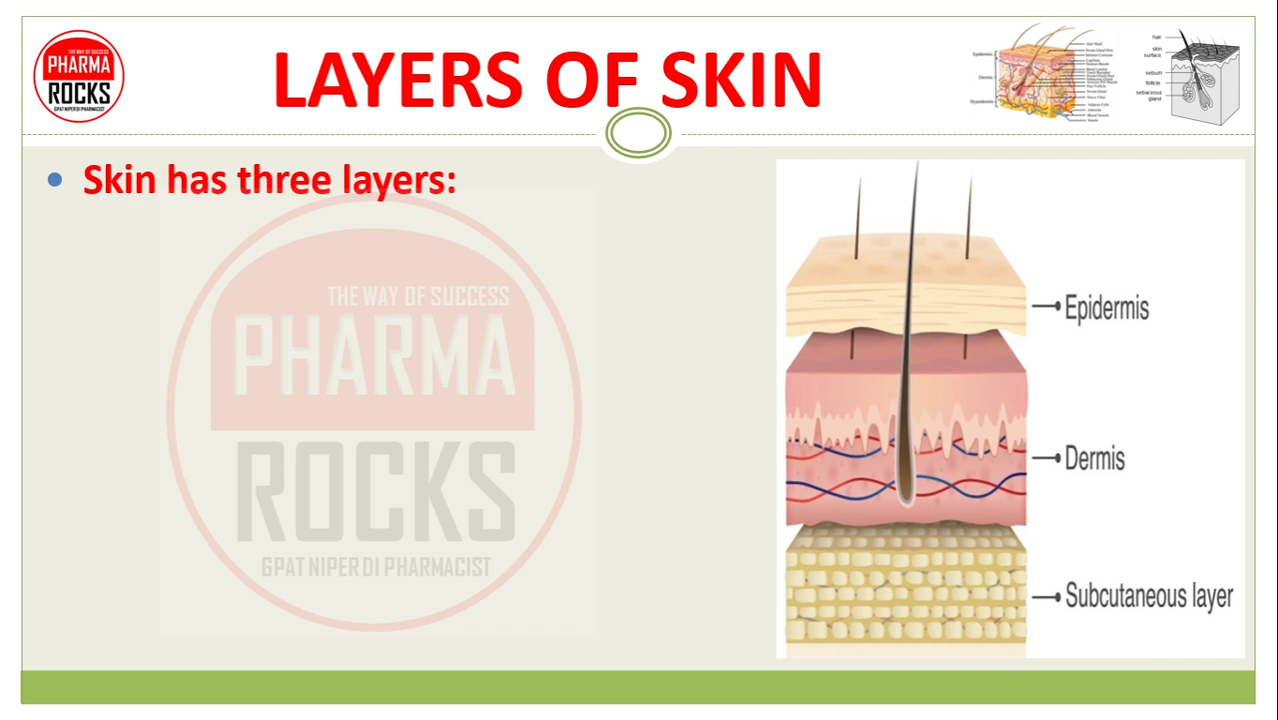 THE WAY OF SUCCESS
PHARMA
ROCKS
GPAT NIPER DI PHARMACIST
LAYERS OF SKIN
Epidermis
Dermis
Hypodermis
hair
skin
surface
sebum
follicle
sebaceous
gland
• Skin has three layers:
THE WAY OF SUCCESS
PHARMA
ROCKS
GPAT NIPER DI PHARMACIST
Epidermis
Dermis
Subcutaneous layer